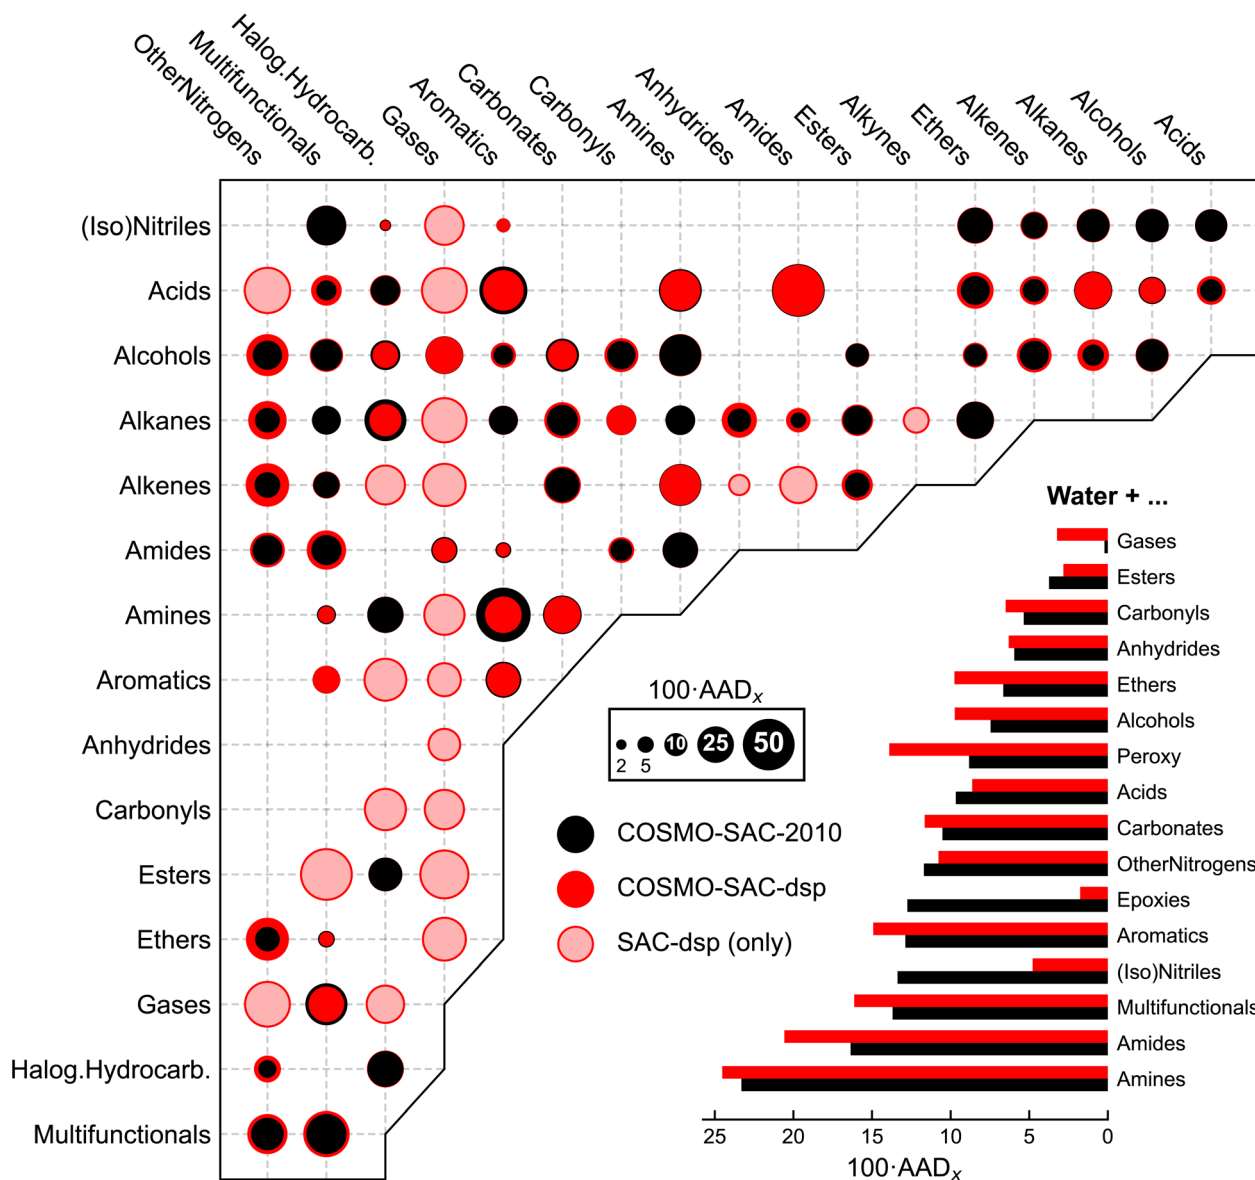 OtherNitrogens
Multifunctionals
Halog.Hydrocarb.
Gases
Aromatics
Carbonates
Carbonyls
Amines
Anhydrides
Amides
Esters
Alkynes
Ethers
Alkenes
Alkanes
Alcohols
Acids
(Iso)Nitriles
Acids
Alcohols
Alkanes
Alkenes
Amides
Amines
Aromatics
Anhydrides
Carbonyls
Esters
Ethers
Gases
Halog.Hydrocarb.
Multifunctionals
100·AADx
2 5 10 25 50
COSMO-SAC-2010
COSMO-SAC-dsp
SAC-dsp (only)
Water + ...
Gases
Esters
Carbonyls
Anhydrides
Ethers
Alcohols
Peroxy
Acids
Carbonates
OtherNitrogens
Epoxies
Aromatics
(Iso)Nitriles
Multifunctionals
Amides
Amines
25 20 15 10 5 0
100·AADx